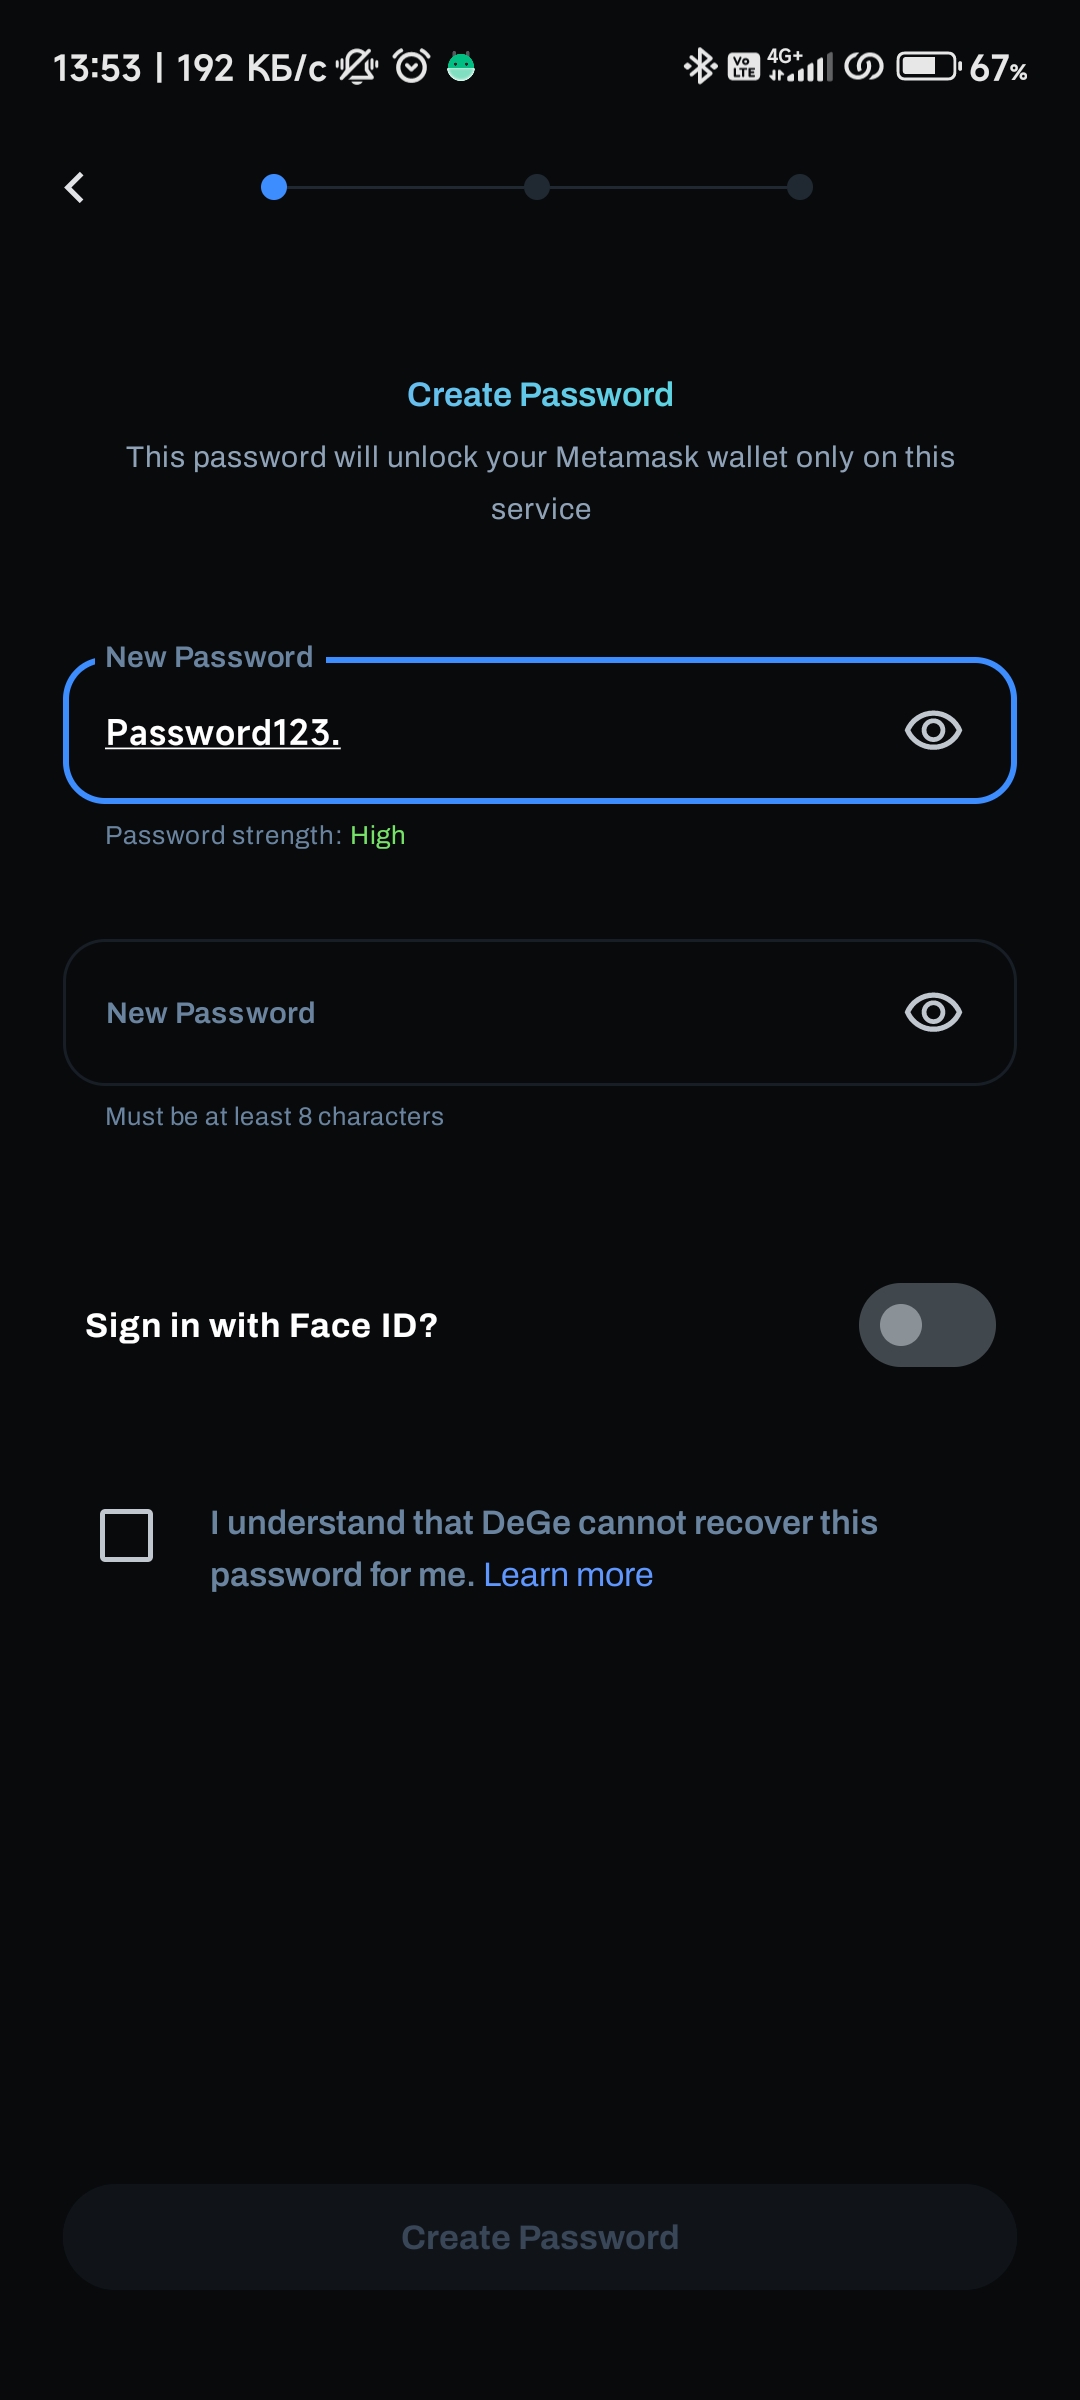 13:53 | 192 КБ/с Vo LTE 4G+ 67%
Create Password
This password will unlock your Metamask wallet only on this
service
New Password
Password123.
Password strength: High
New Password
Must be at least 8 characters
Sign in with Face ID?
I understand that DeGe cannot recover this
password for me. Learn more
Create Password